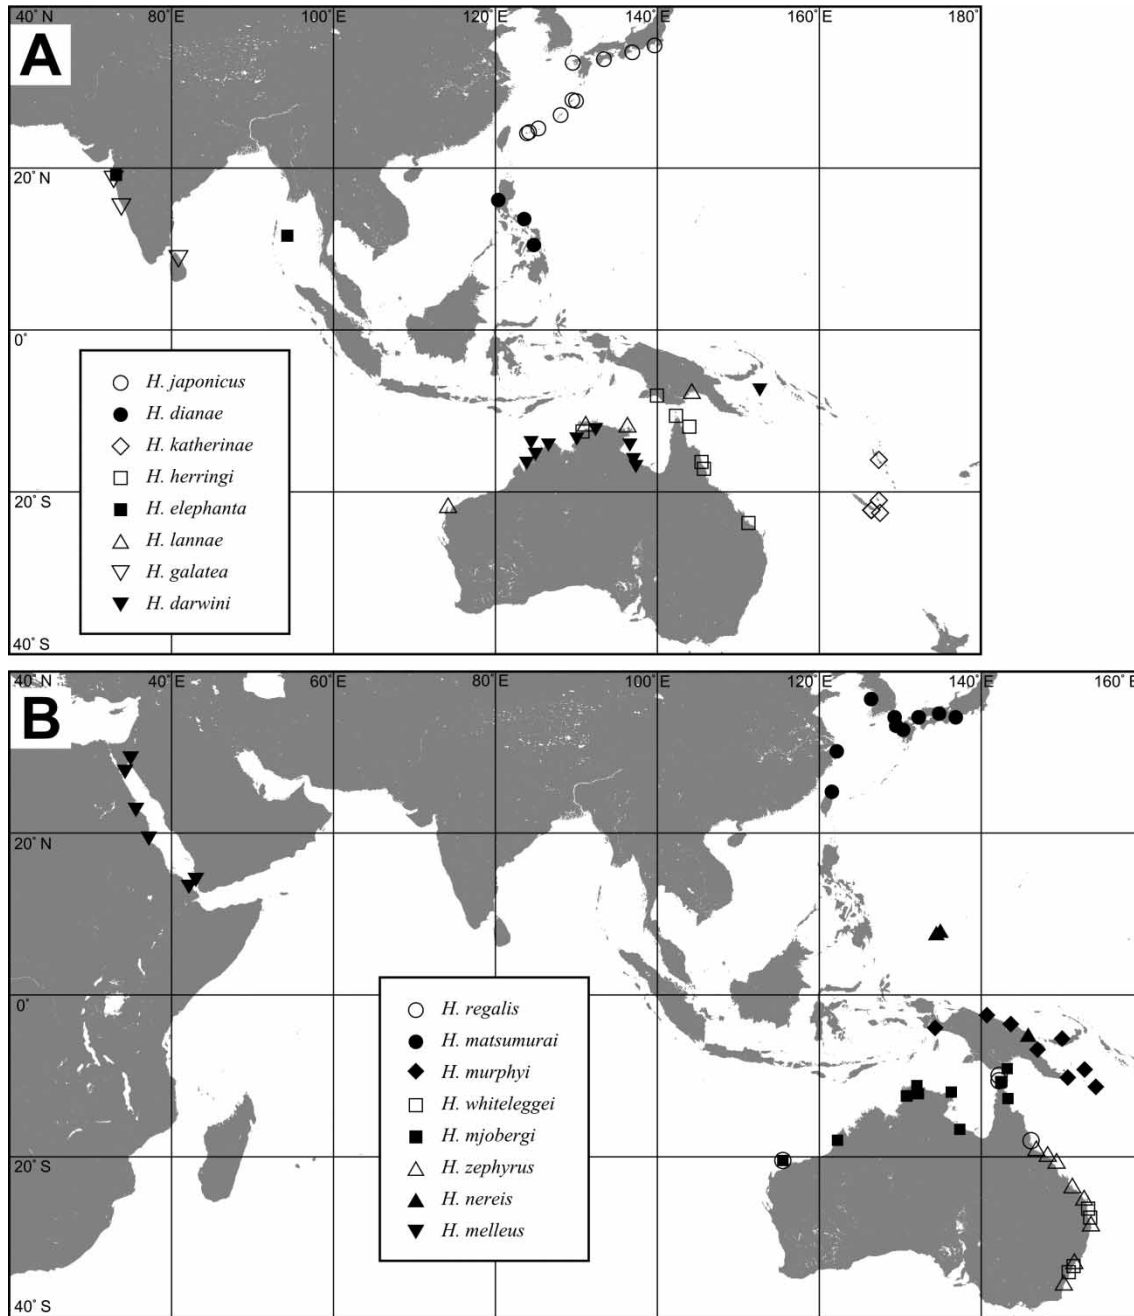 40˚N 80˚E 100˚E 120˚E 140˚E 160˚E 180˚
A
20˚N
0˚
H. japonicus
H. dianae
H. katherinae
H. herringi
H. elephanta
H. lannae
H. galatea
H. darwini
20˚S
40˚S
40˚N 40˚E 60˚E 80˚E 100˚E 120˚E 140˚E 160˚E
B
20˚N
0˚
H. regalis
H. matsumurai
H. murphyi
H. whiteleggei
H. mjobergi
H. zephyrus
H. nereis
H. melleus
20˚S
40˚S